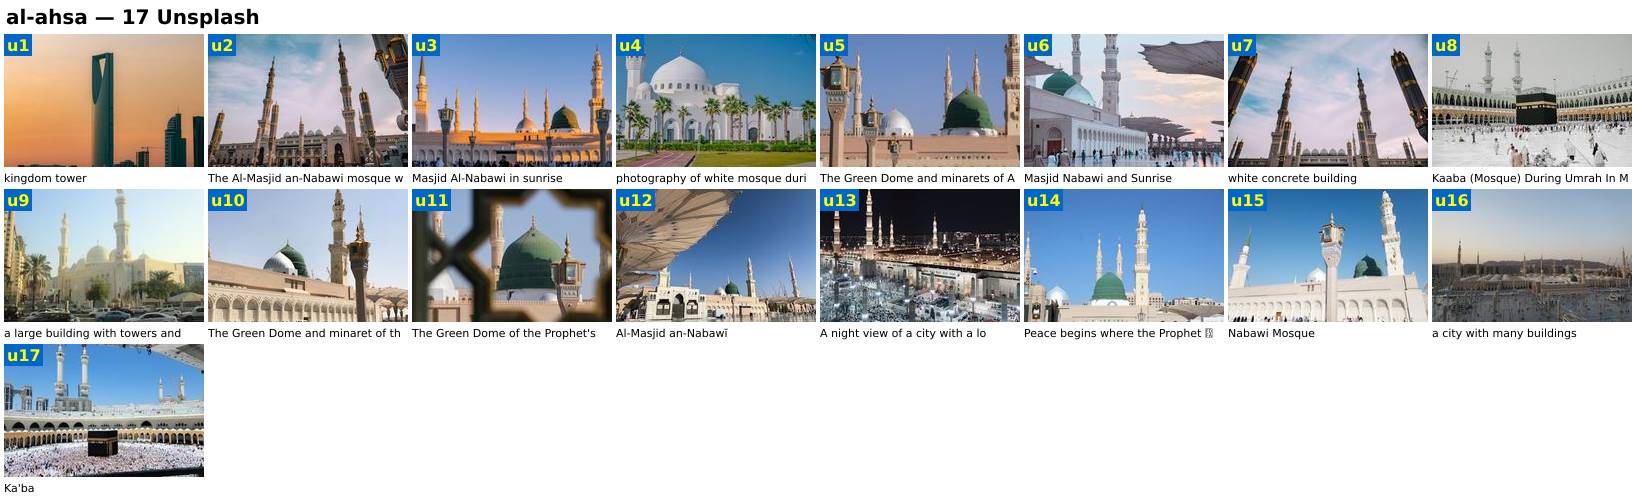 al-ahsa — 17 Unsplash
u1
u2
u3
u4
u5
u6
u7
u8
kingdom tower
The Al-Masjid an-Nabawi mosque w
Masjid Al-Nabawi in sunrise
photography of white mosque duri
The Green Dome and minarets of A
Masjid Nabawi and Sunrise
white concrete building
Kaaba (Mosque) During Umrah In M
u9
u10
u11
u12
u13
u14
u15
u16
a large building with towers and
The Green Dome and minaret of th
The Green Dome of the Prophet's
Al-Masjid an-Nabawī
A night view of a city with a lo
Peace begins where the Prophet
Nabawi Mosque
a city with many buildings
u17
Ka'ba